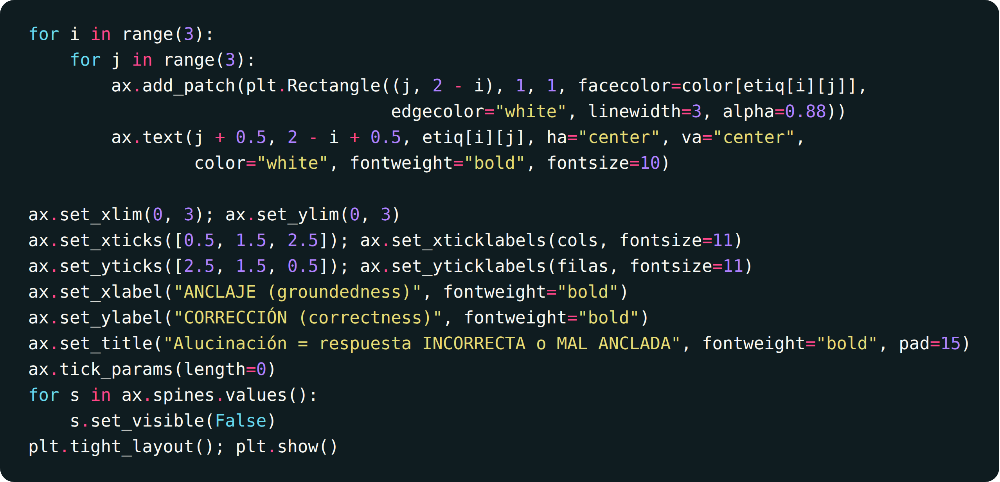 for i in range(3):
    for j in range(3):
        ax.add_patch(plt.Rectangle((j, 2 - i), 1, 1, facecolor=color[etiq[i][j]],
                                   edgecolor="white", linewidth=3, alpha=0.88))
        ax.text(j + 0.5, 2 - i + 0.5, etiq[i][j], ha="center", va="center",
                color="white", fontweight="bold", fontsize=10)

ax.set_xlim(0, 3); ax.set_ylim(0, 3)
ax.set_xticks([0.5, 1.5, 2.5]); ax.set_xticklabels(cols, fontsize=11)
ax.set_yticks([2.5, 1.5, 0.5]); ax.set_yticklabels(filas, fontsize=11)
ax.set_xlabel("ANCLAJE (groundedness)", fontweight="bold")
ax.set_ylabel("CORRECCIÓN (correctness)", fontweight="bold")
ax.set_title("Alucinación = respuesta INCORRECTA o MAL ANCLADA", fontweight="bold", pad=15)
ax.tick_params(length=0)
for s in ax.spines.values():
    s.set_visible(False)
plt.tight_layout(); plt.show()